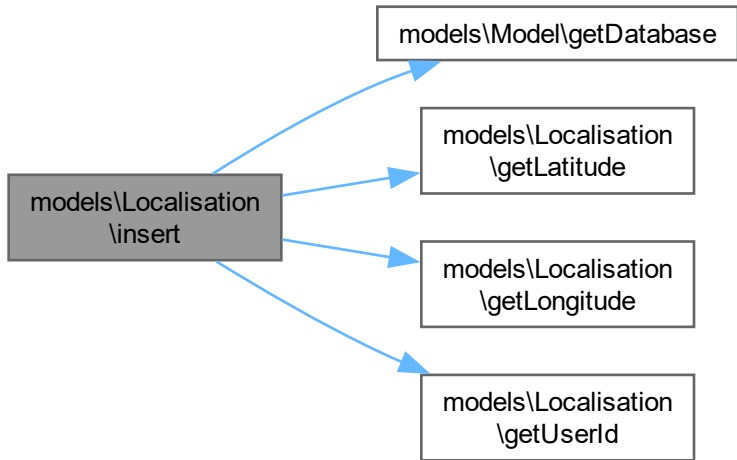 models\Model\getDatabase
models\Localisation
\getLatitude
models\Localisation
\insert
models\Localisation
\getLongitude
models\Localisation
\getUserId